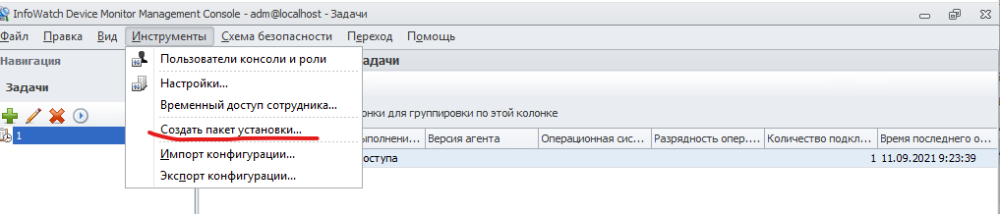 InfoWatch Device Monitor Management Console - adm@localhost - Задачи
Файл Правка Вид Инструменты Схема безопасности Переход Помощь
Навигация
Задачи
Задачи
1
Пользователи консоли и роли
Настройки...
Временный доступ сотрудника...
Создать пакет установки...
Импорт конфигурации...
Экспорт конфигурации...
онки для группировки по этой колонке
ыполнени... Версия агента Операционная сис... Разрядность опер.... Количество подкл... Время последнего о...
оступа 1 11.09.2021 9:23:39